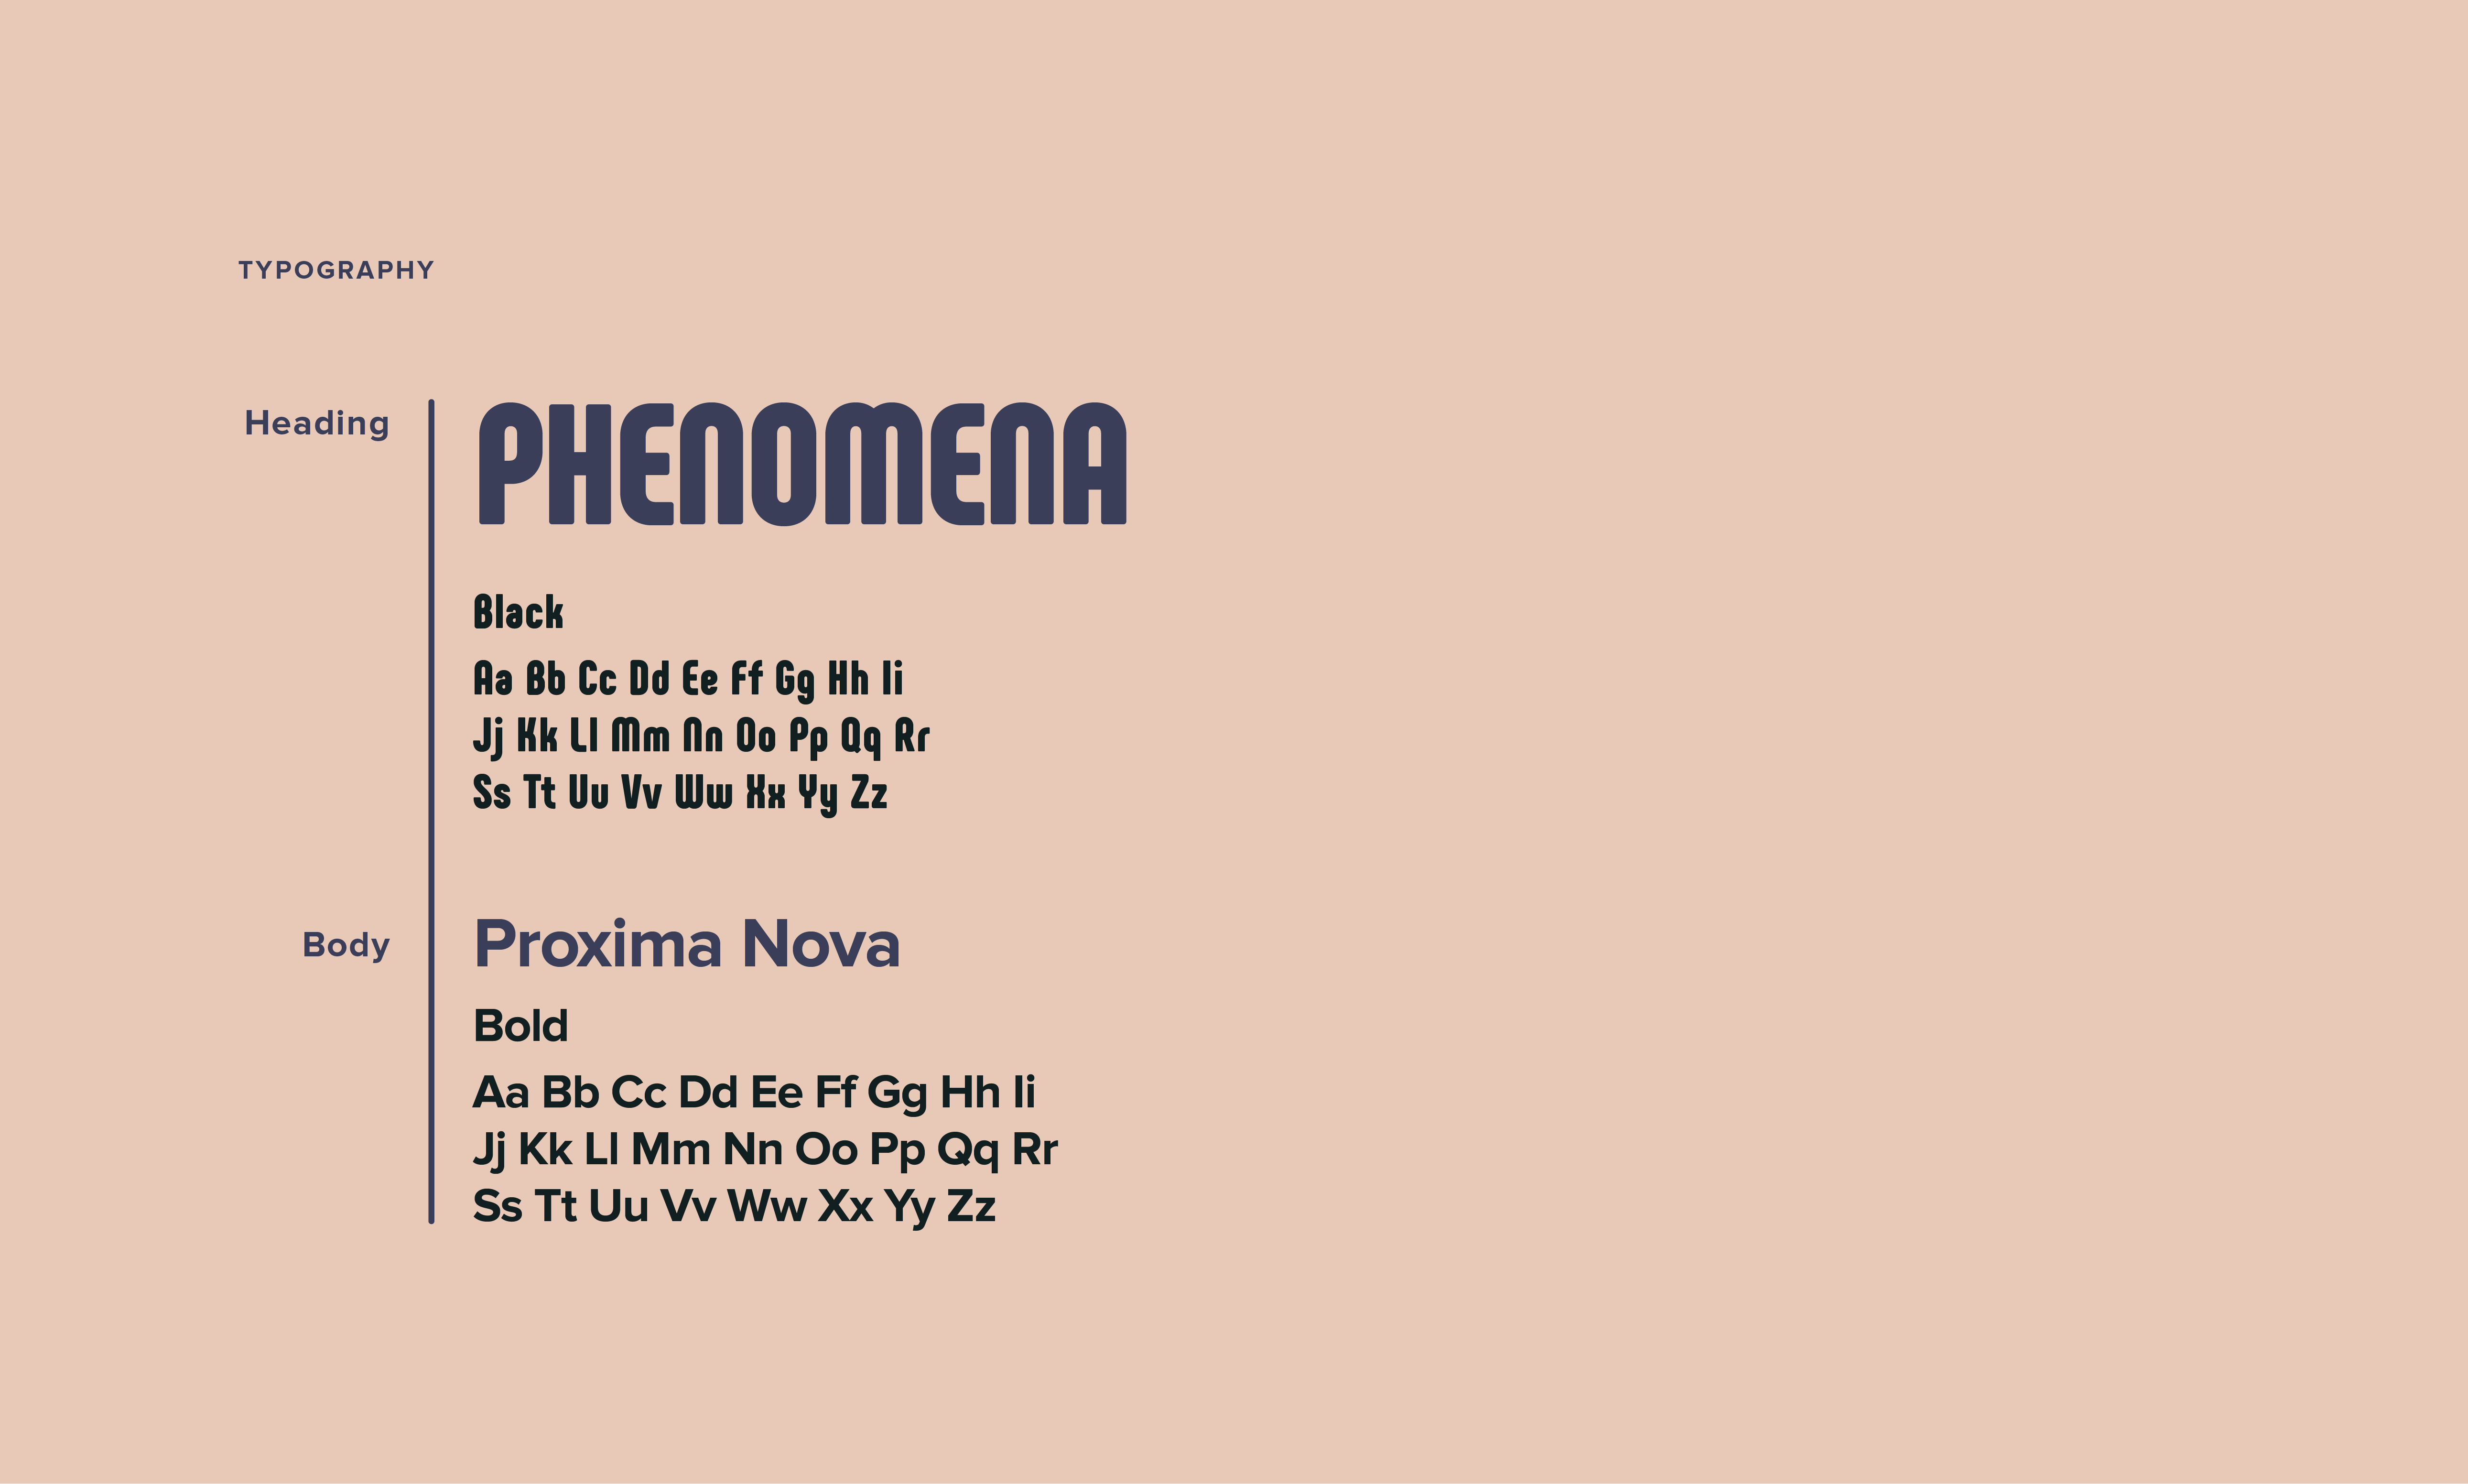 TYPOGRAPHY
Heading
PHENOMENA
Black
Aa Bb Cc Dd Ee Ff Gg Hh Ii
Jj Kk Ll Mm Nn Oo Pp Qq Rr
Ss Tt Uu Vv Ww Xx Yy Zz
Body
Proxima Nova
Bold
Aa Bb Cc Dd Ee Ff Gg Hh Ii
Jj Kk Ll Mm Nn Oo Pp Qq Rr
Ss Tt Uu Vv Ww Xx Yy Zz